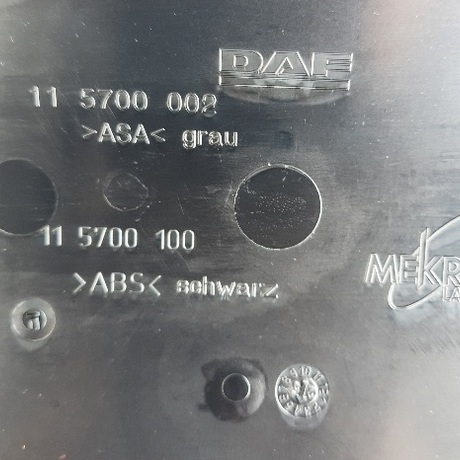 DAF
11 5700 002
>ASA< grau
11 5700 100
>ABS< schwarz
MEKR